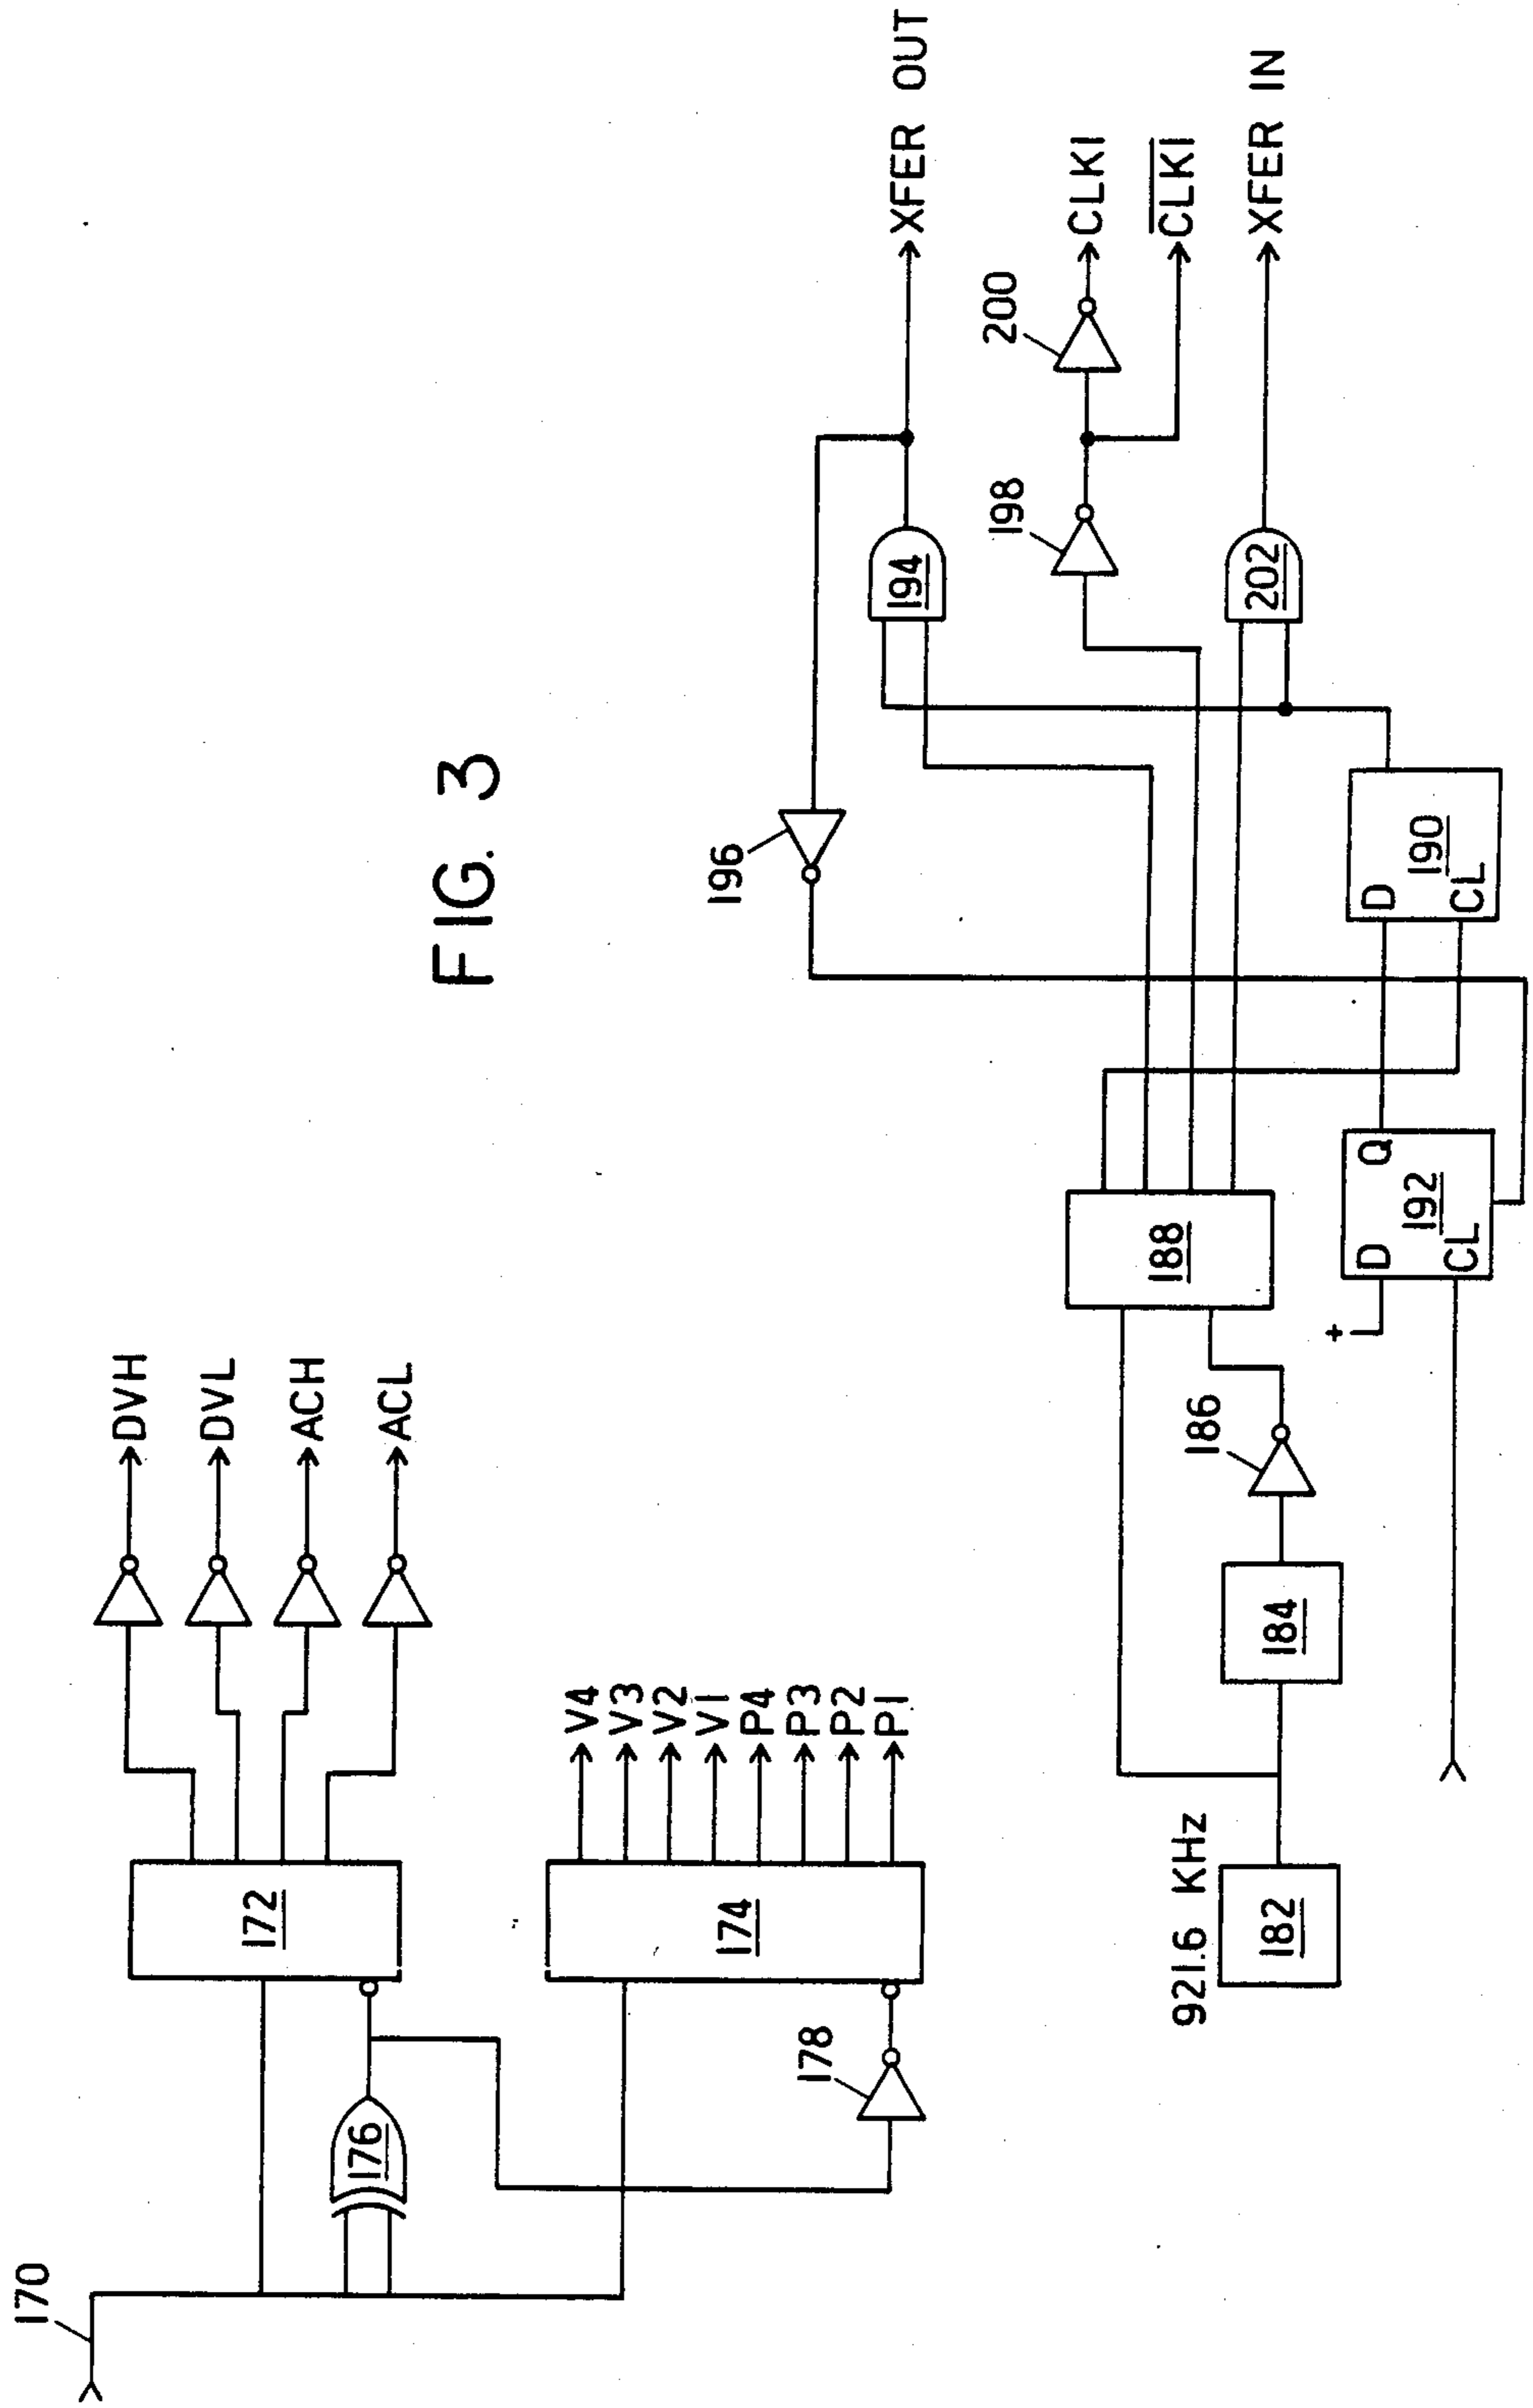 FIG. 3
170
172
176
174
178
DVH
DVL
ACH
ACL
V4
V3
V2
V1
P4
P3
P2
P1
921.6 KHz
182
184
186
188
+
D
Q
192
CL
D
190
CL
196
194
198
200
202
XFER OUT
CLK1
CLK1
XFER IN